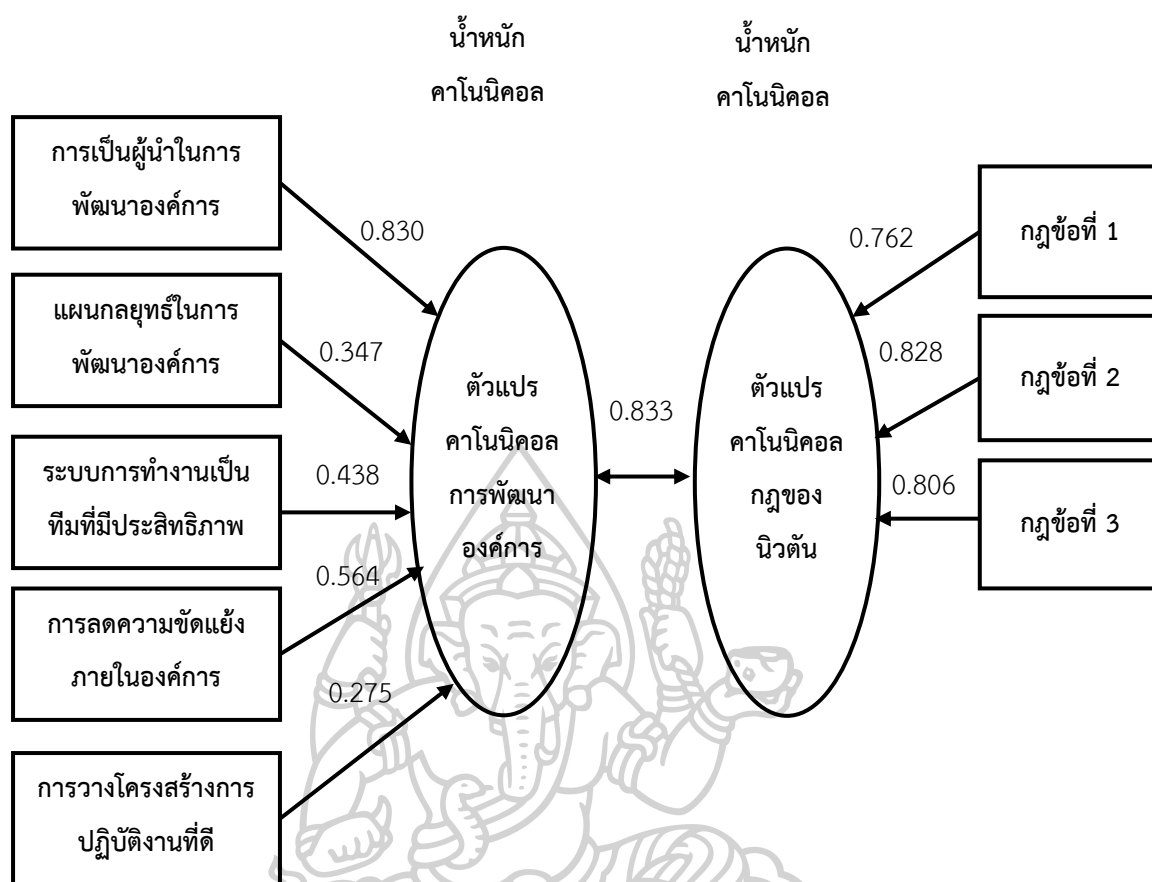 น้ำหนัก
คาโนนิคอล
น้ำหนัก
คาโนนิคอล
การเป็นผู้นำในการ
พัฒนาองค์การ
0.830
แผนกลยุทธ์ในการ
พัฒนาองค์การ
0.347
ระบบการทำงานเป็น
ทีมที่มีประสิทธิภาพ
0.438
การลดความขัดแย้ง
ภายในองค์การ
0.564
การวางโครงสร้างการ
ปฏิบัติงานที่ดี
0.275
ตัวแปร
คาโนนิคอล
การพัฒนา
องค์การ
0.833
ตัวแปร
คาโนนิคอล
กฎของ
นิวตัน
0.762
กฎข้อที่ 1
0.828
กฎข้อที่ 2
0.806
กฎข้อที่ 3